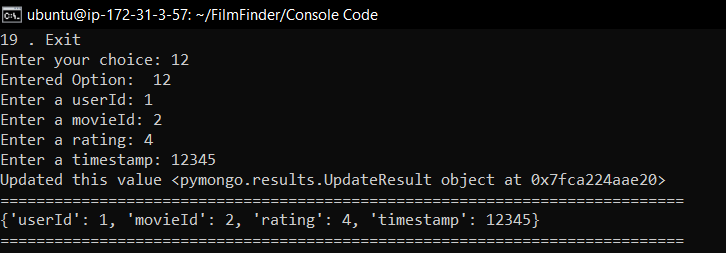 ubuntu@ip-172-31-3-57: ~/FilmFinder/Console Code
19 . Exit
Enter your choice: 12
Entered Option:  12
Enter a userId: 1
Enter a movieId: 2
Enter a rating: 4
Enter a timestamp: 12345
Updated this value <pymongo.results.UpdateResult object at 0x7fca224aae20>
====================================================================
{'userId': 1, 'movieId': 2, 'rating': 4, 'timestamp': 12345}
====================================================================